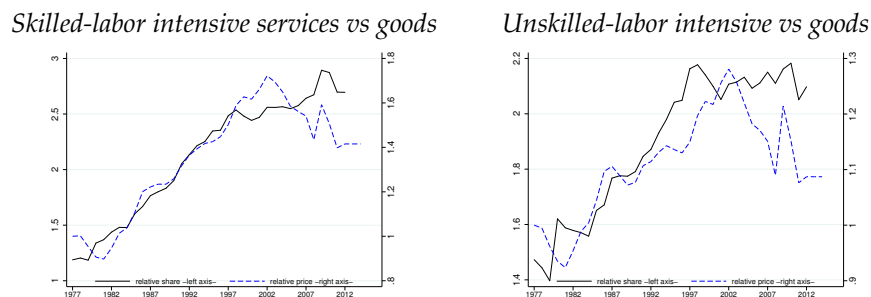 Skilled-labor intensive services vs goods
3
2.5
2
1.5
1
1.8
1.6
1.4
1.2
1
.8
relative share –left axis–
relative price –right axis–
1977 1982 1987 1992 1997 2002 2007 2012
Unskilled-labor intensive vs goods
2.2
2
1.8
1.6
1.4
1.3
1.2
1.1
1
.9
relative share –left axis–
relative price –right axis–
1977 1982 1987 1992 1997 2002 2007 2012